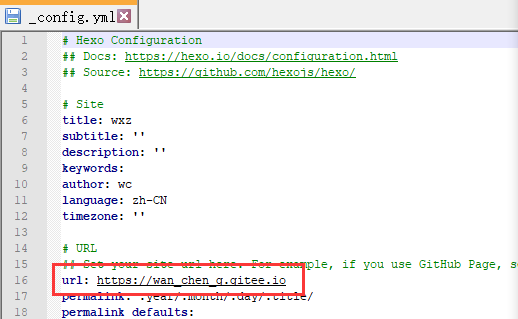 _config.yml
1 # Hexo Configuration
2 ## Docs: https://hexo.io/docs/configuration.html
3 ## Source: https://github.com/hexojs/hexo/
4
5 # Site
6 title: wxz
7 subtitle: ''
8 description: ''
9 keywords:
10 author: wc
11 language: zh-CN
12 timezone: ''
13
14 # URL
15 ## Set your site url here. For example, if you use GitHub Page,
16 url: https://wan_chen_g.gitee.io
17 permalink: :year/:month/:day/:title/
18 permalink_defaults: